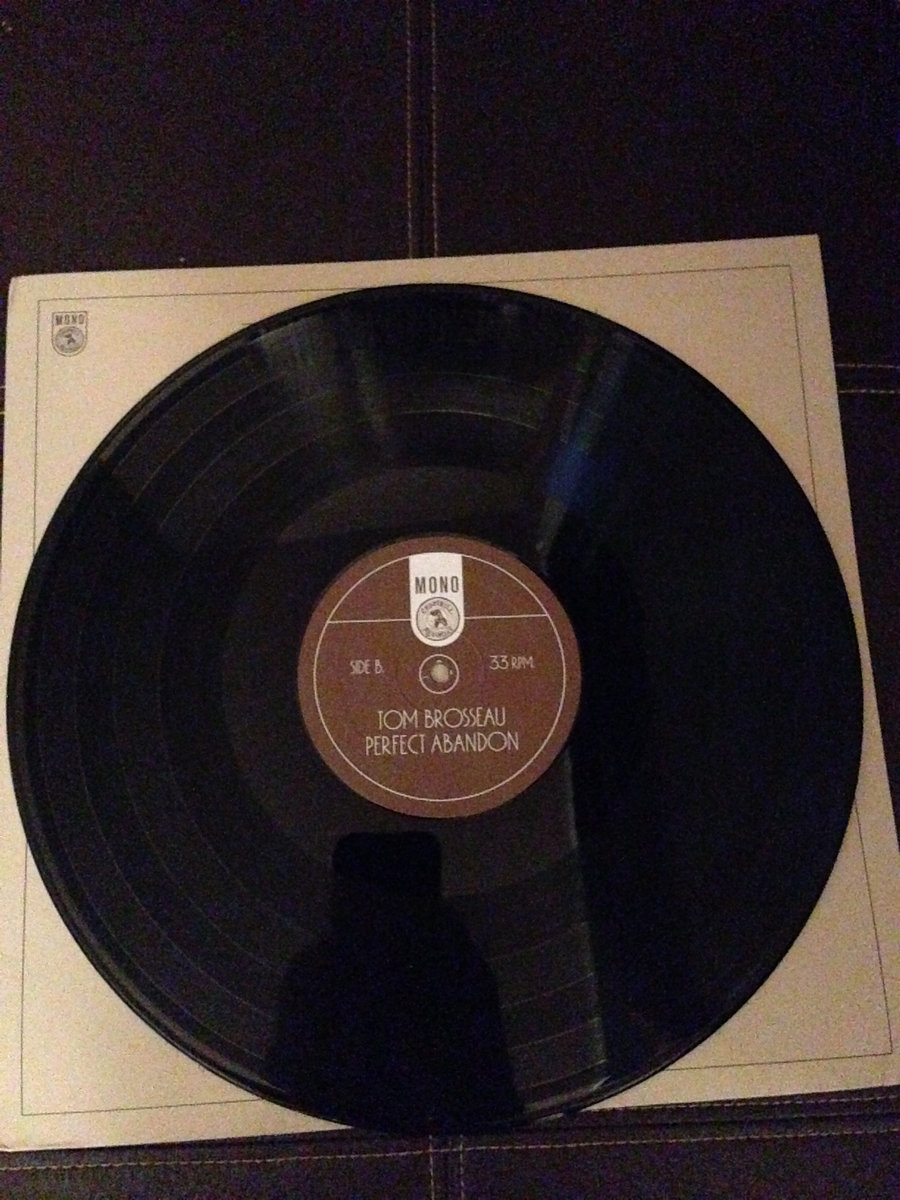 MONO
MONO
SIDE B.
33 RPM.
TOM BROSSEAU
PERFECT ABANDON